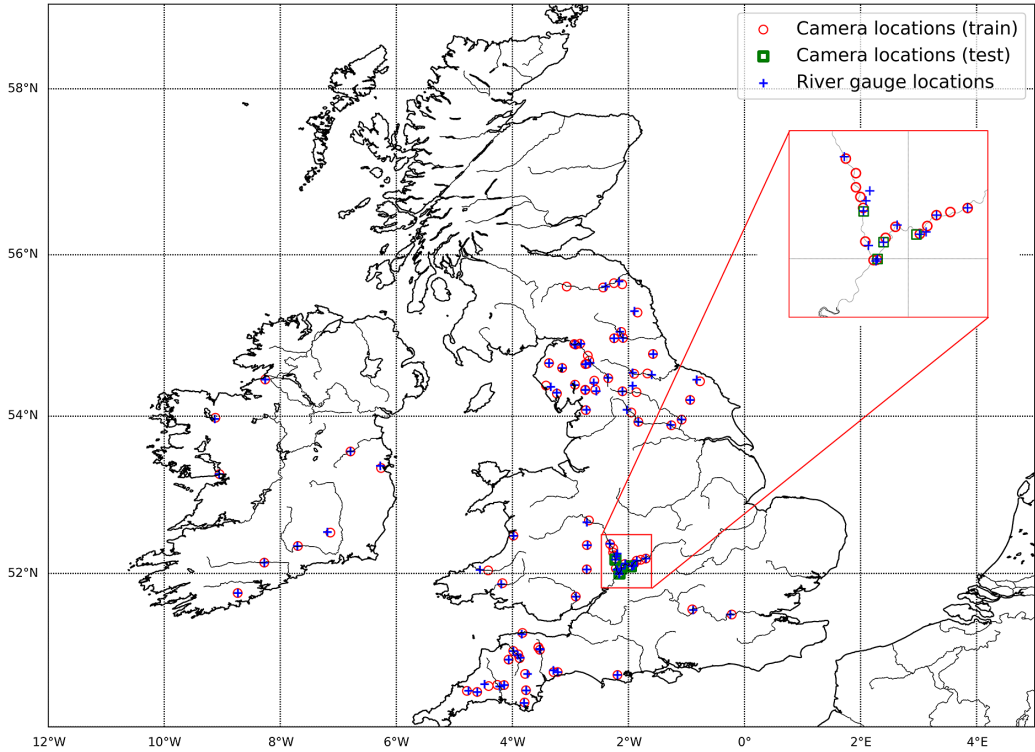 Camera locations (train)
Camera locations (test)
River gauge locations
58°N
56°N
54°N
52°N
12°W
10°W
8°W
6°W
4°W
2°W
0°
2°E
4°E